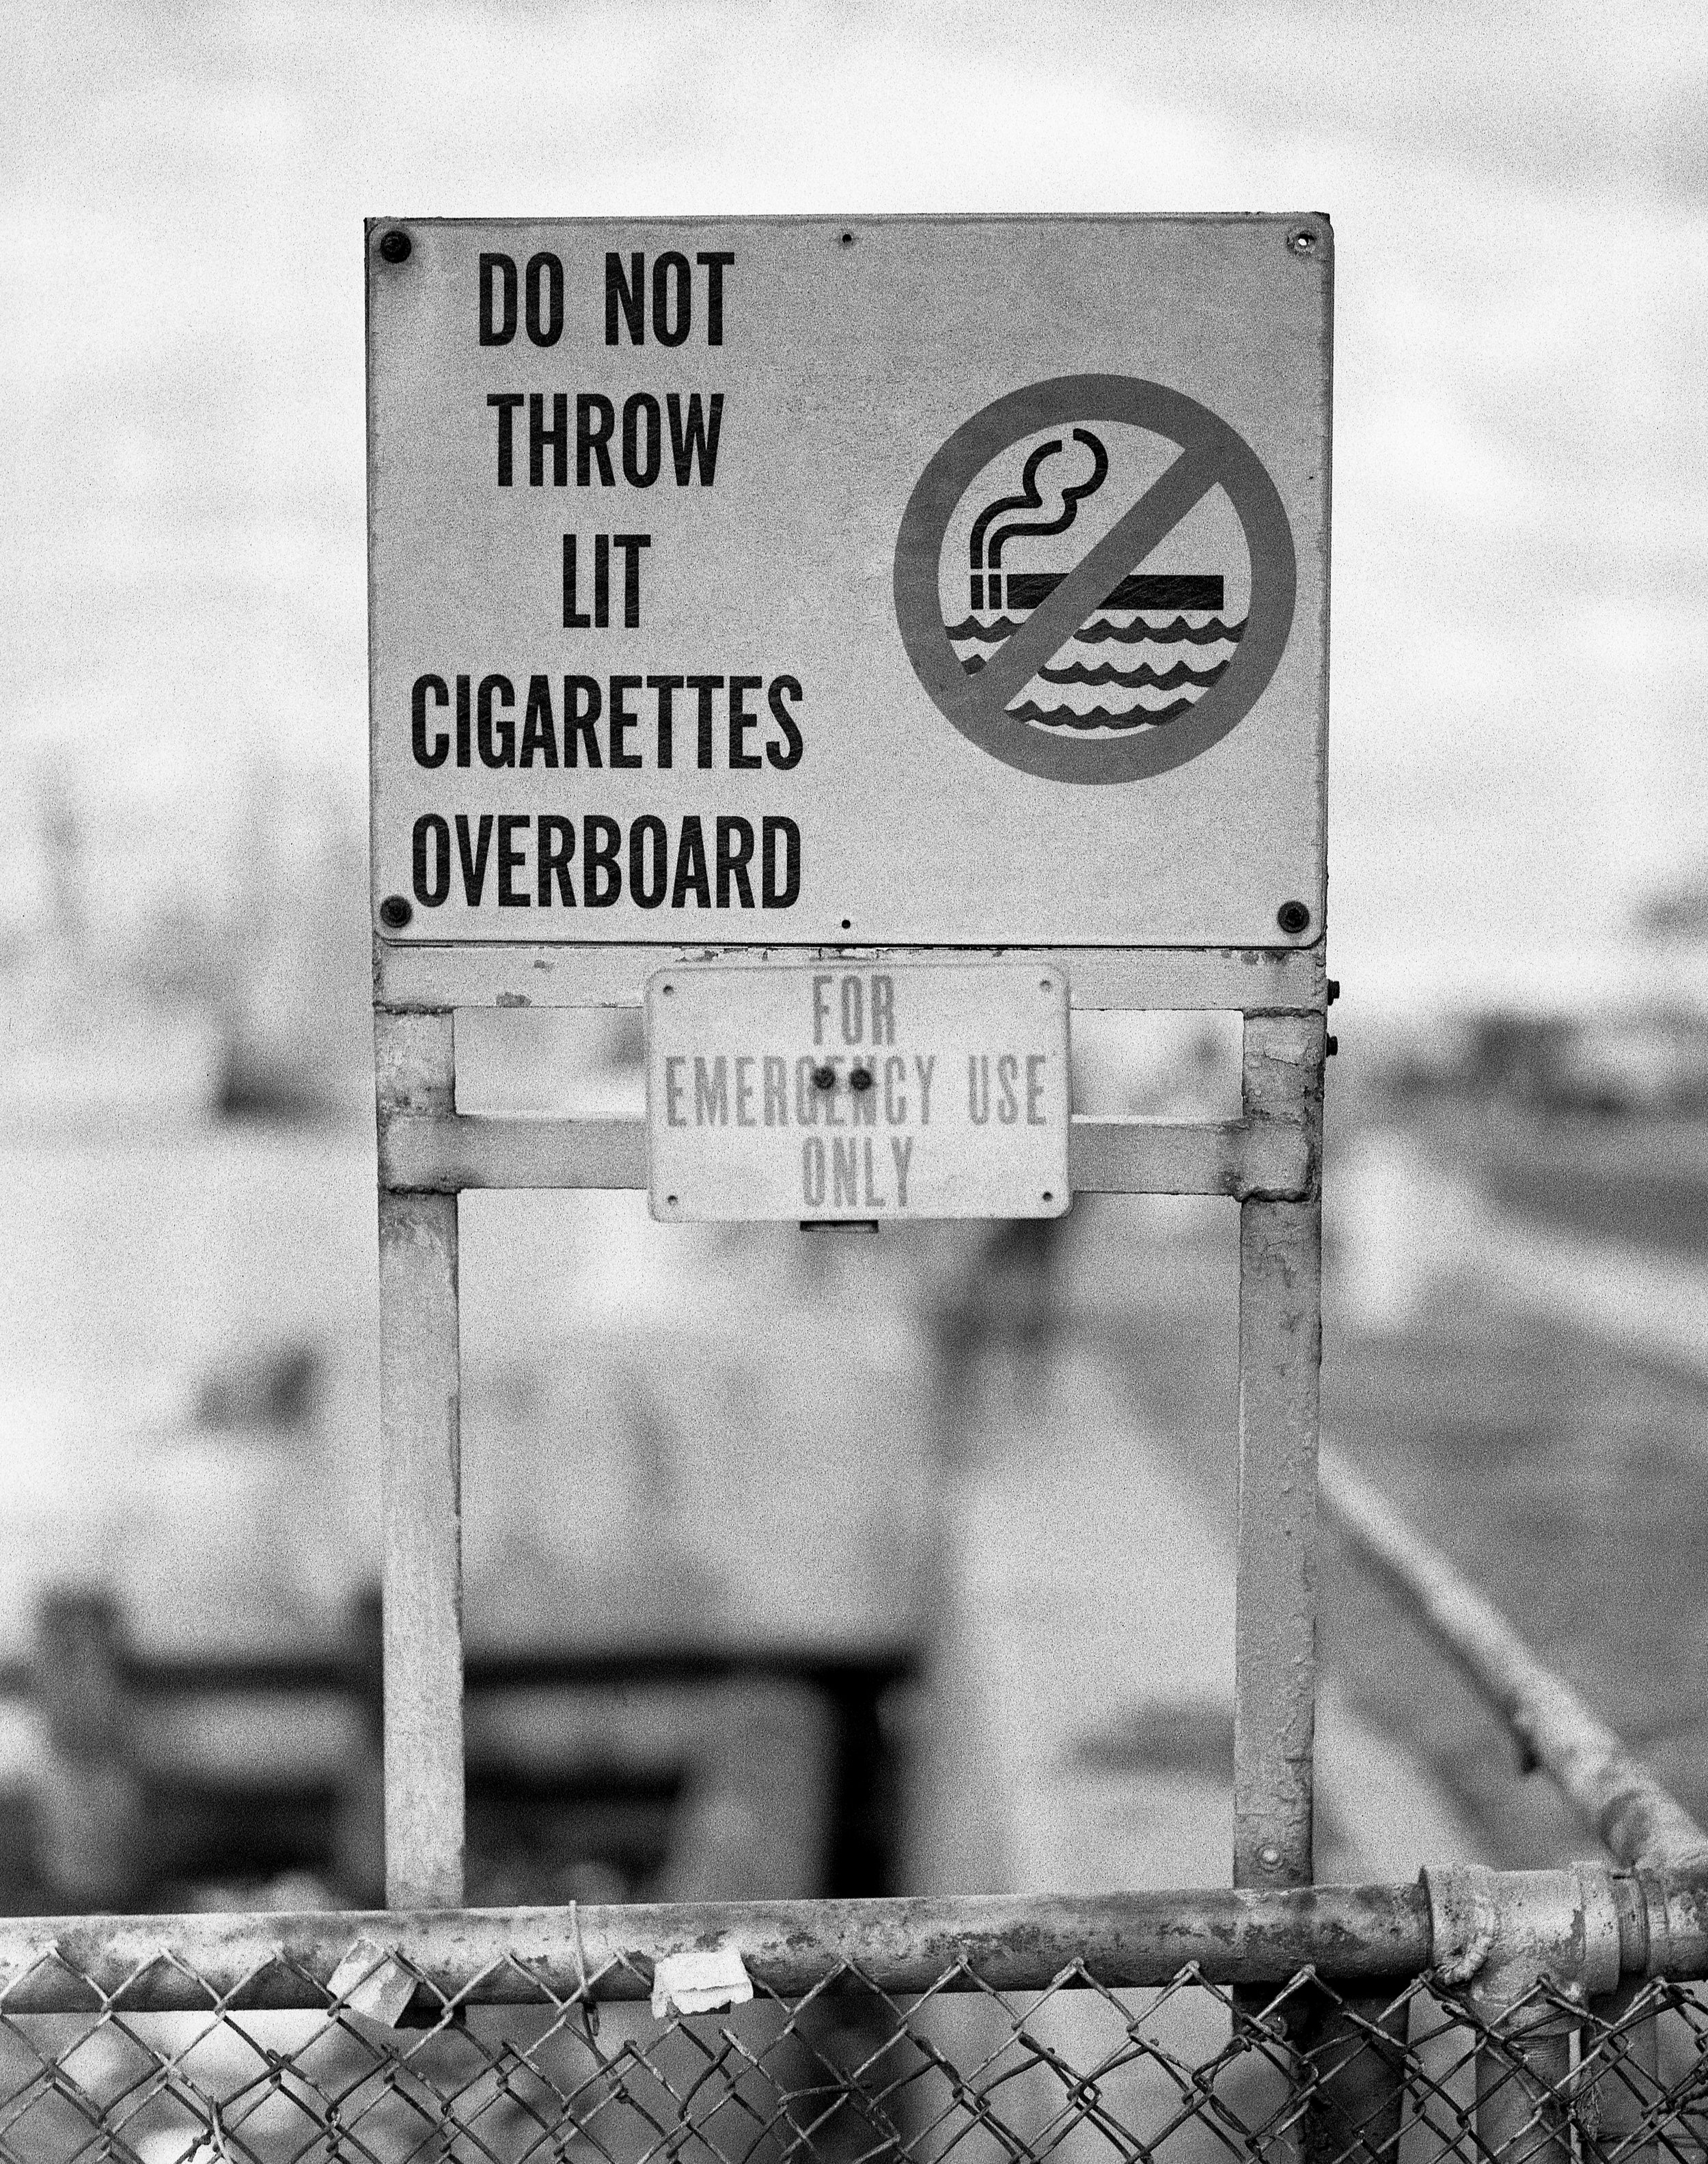 DO NOT
THROW
LIT
CIGARETTES
OVERBOARD
FOR
EMERGENCY USE
ONLY